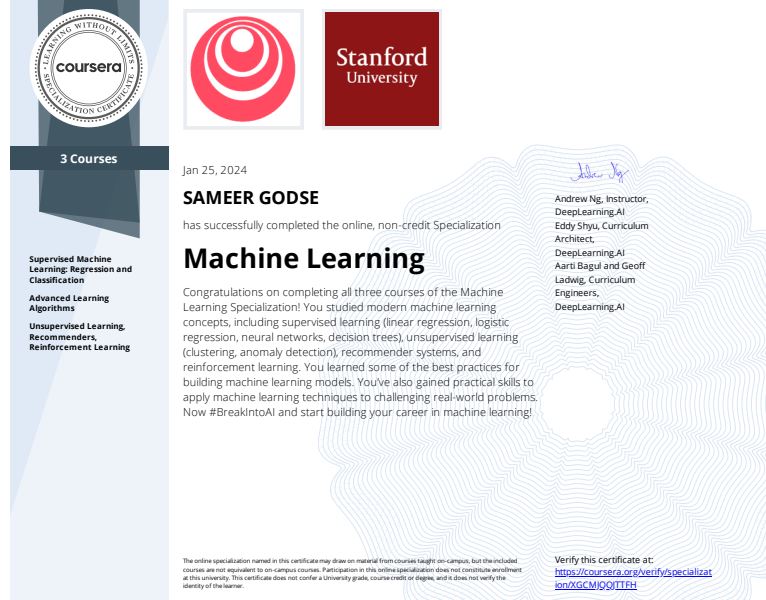 LEARNING WITHOUT LIMITS
coursera
SPECIALIZATION CERTIFICATE
3 Courses
Supervised Machine
Learning: Regression and
Classification
Advanced Learning
Algorithms
Unsupervised Learning,
Recommenders,
Reinforcement Learning
Stanford
University
Jan 25, 2024
SAMEER GODSE
has successfully completed the online, non-credit Specialization
Machine Learning
Congratulations on completing all three courses of the Machine
Learning Specialization! You studied modern machine learning
concepts, including supervised learning (linear regression, logistic
regression, neural networks, decision trees), unsupervised learning
(clustering, anomaly detection), recommender systems, and
reinforcement learning. You learned some of the best practices for
building machine learning models. You've also gained practical skills to
apply machine learning techniques to challenging real-world problems.
Now #BreakIntoAI and start building your career in machine learning!
Andrew Ng
Andrew Ng, Instructor,
DeepLearning.AI
Eddy Shyu, Curriculum
Architect,
DeepLearning.AI
Aarti Bagul and Geoff
Ladwig, Curriculum
Engineers,
DeepLearning.AI
The online specialization named in this certificate may draw on material from courses taught on-campus, but the included
courses are not equivalent to on-campus courses. Participation in this online specialization does not constitute enrollment
at this university. This certificate does not confer a University grade, course credit or degree, and it does not verify the
identity of the learner.
Verify this certificate at:
https://coursera.org/verify/specializat
ion/XGCMJQQJTTFH